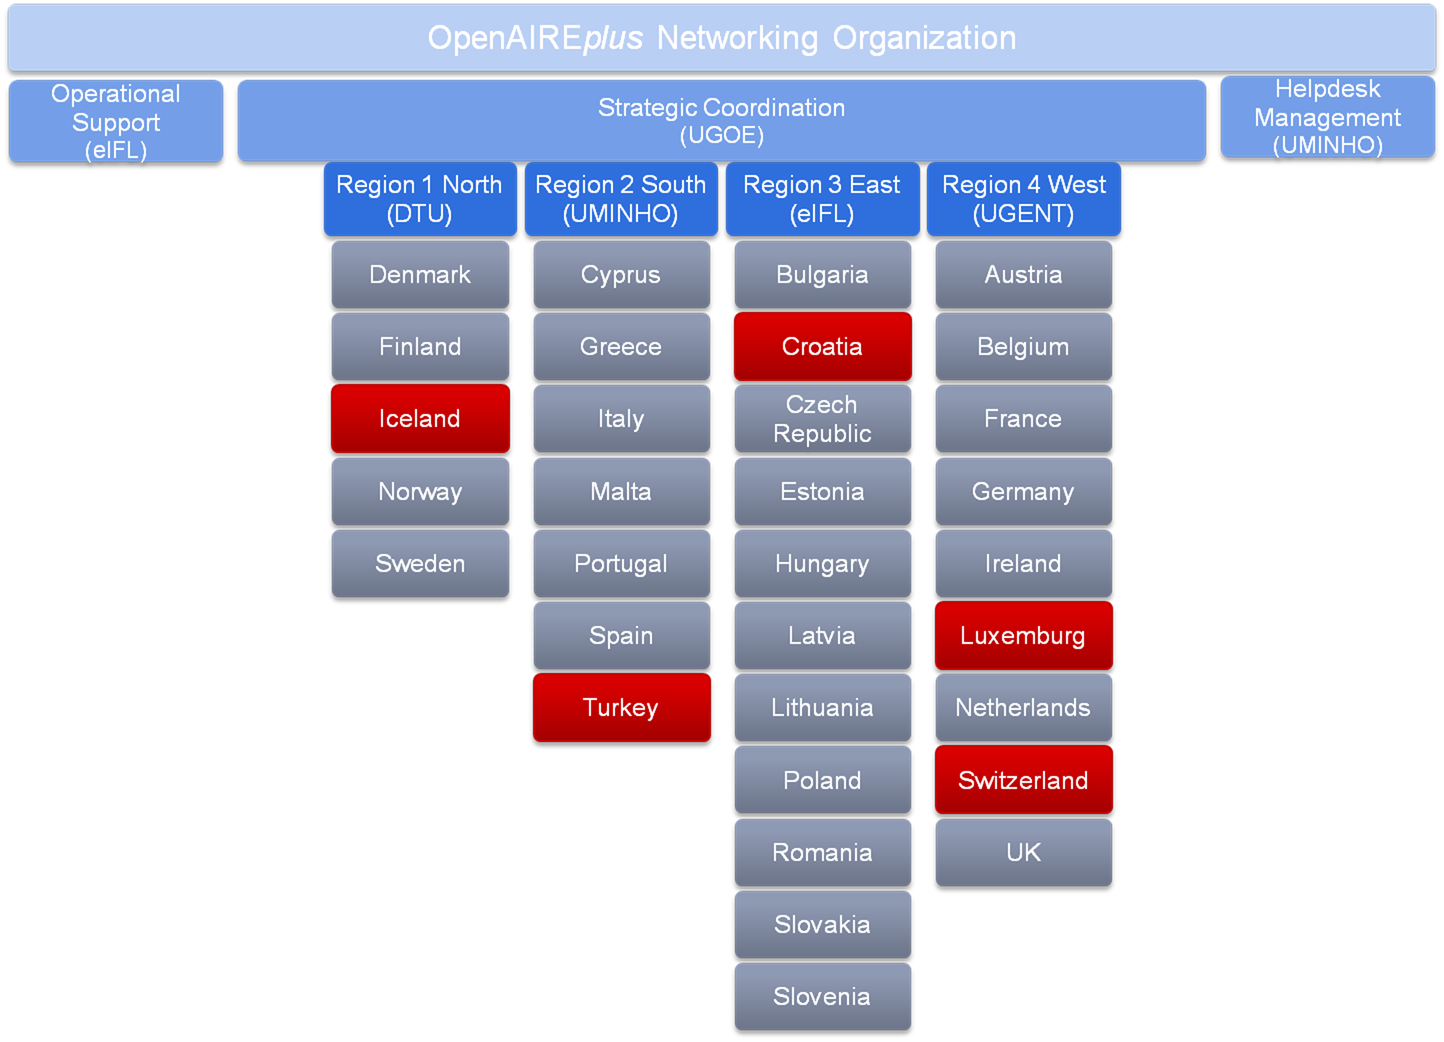 OpenAIREplus Networking Organization
Operational
Support
(eIFL)
Strategic Coordination
(UGOE)
Helpdesk
Management
(UMINHO)
Region 1 North
(DTU)
Denmark
Finland
Iceland
Norway
Sweden
Region 2 South
(UMINHO)
Cyprus
Greece
Italy
Malta
Portugal
Spain
Turkey
Region 3 East
(eIFL)
Bulgaria
Croatia
Czech
Republic
Estonia
Hungary
Latvia
Lithuania
Poland
Romania
Slovakia
Slovenia
Region 4 West
(UGENT)
Austria
Belgium
France
Germany
Ireland
Luxemburg
Netherlands
Switzerland
UK